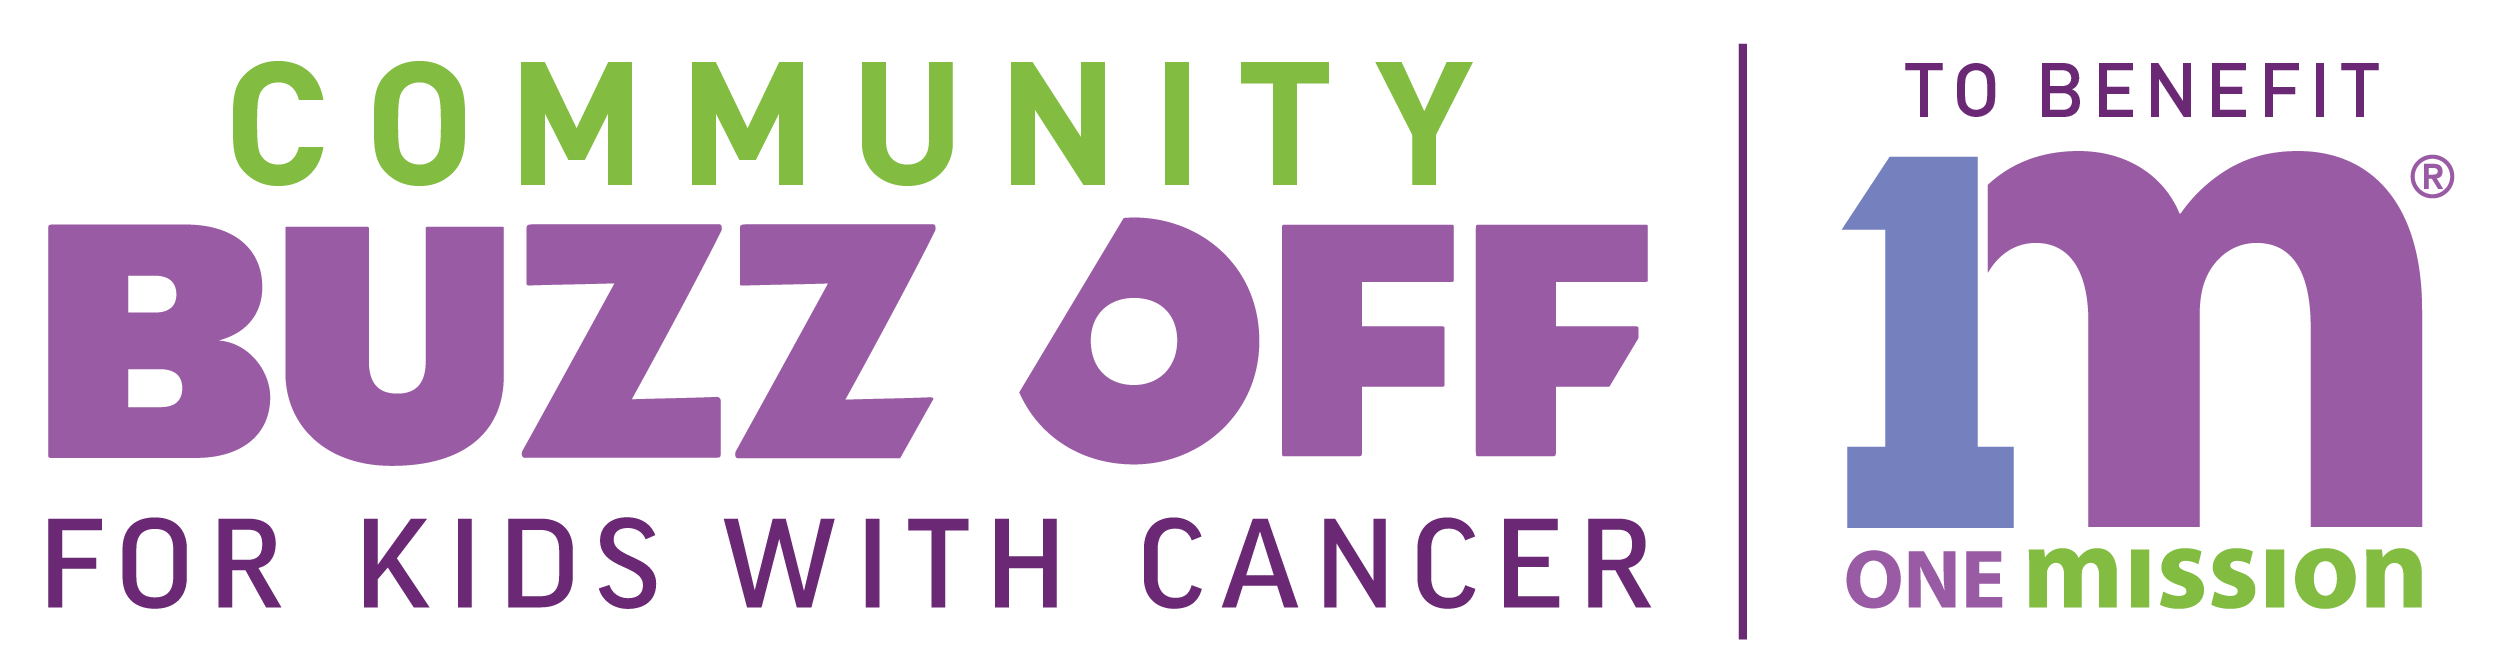 COMMUNITY
BUZZ OFF
FOR KIDS WITH CANCER
TO BENEFIT
1m®
ONE mission